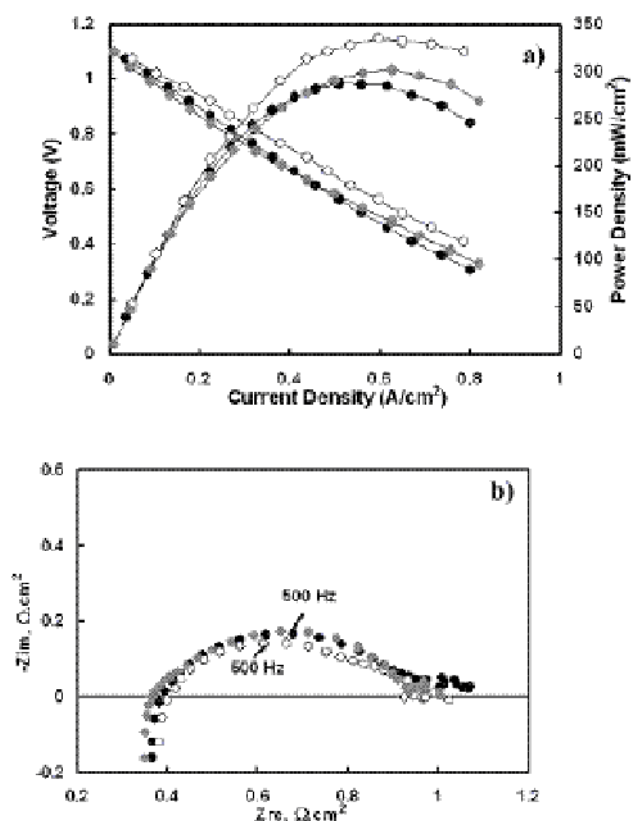 a)
1.2
1
0.8
0.6
0.4
0.2
0
Voltage (V)
350
300
250
200
150
100
50
0
Power Density (mW/cm²)
0 0.2 0.4 0.6 0.8 1
Current Density (A/cm²)
b)
0.6
0.4
0.2
0
-0.2
-Zim, Ω.cm²
500 Hz
500 Hz
0.2 0.4 0.6 0.8 1 1.2
Zre, Ω.cm²